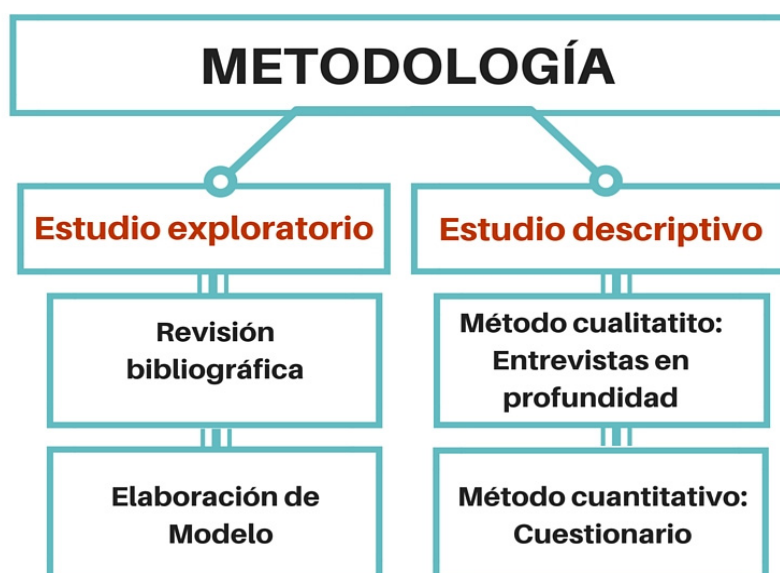 METODOLOGÍA
Estudio exploratorio
Revisión
bibliográfica
Elaboración de
Modelo
Estudio descriptivo
Método cualitatito:
Entrevistas en
profundidad
Método cuantitativo:
Cuestionario